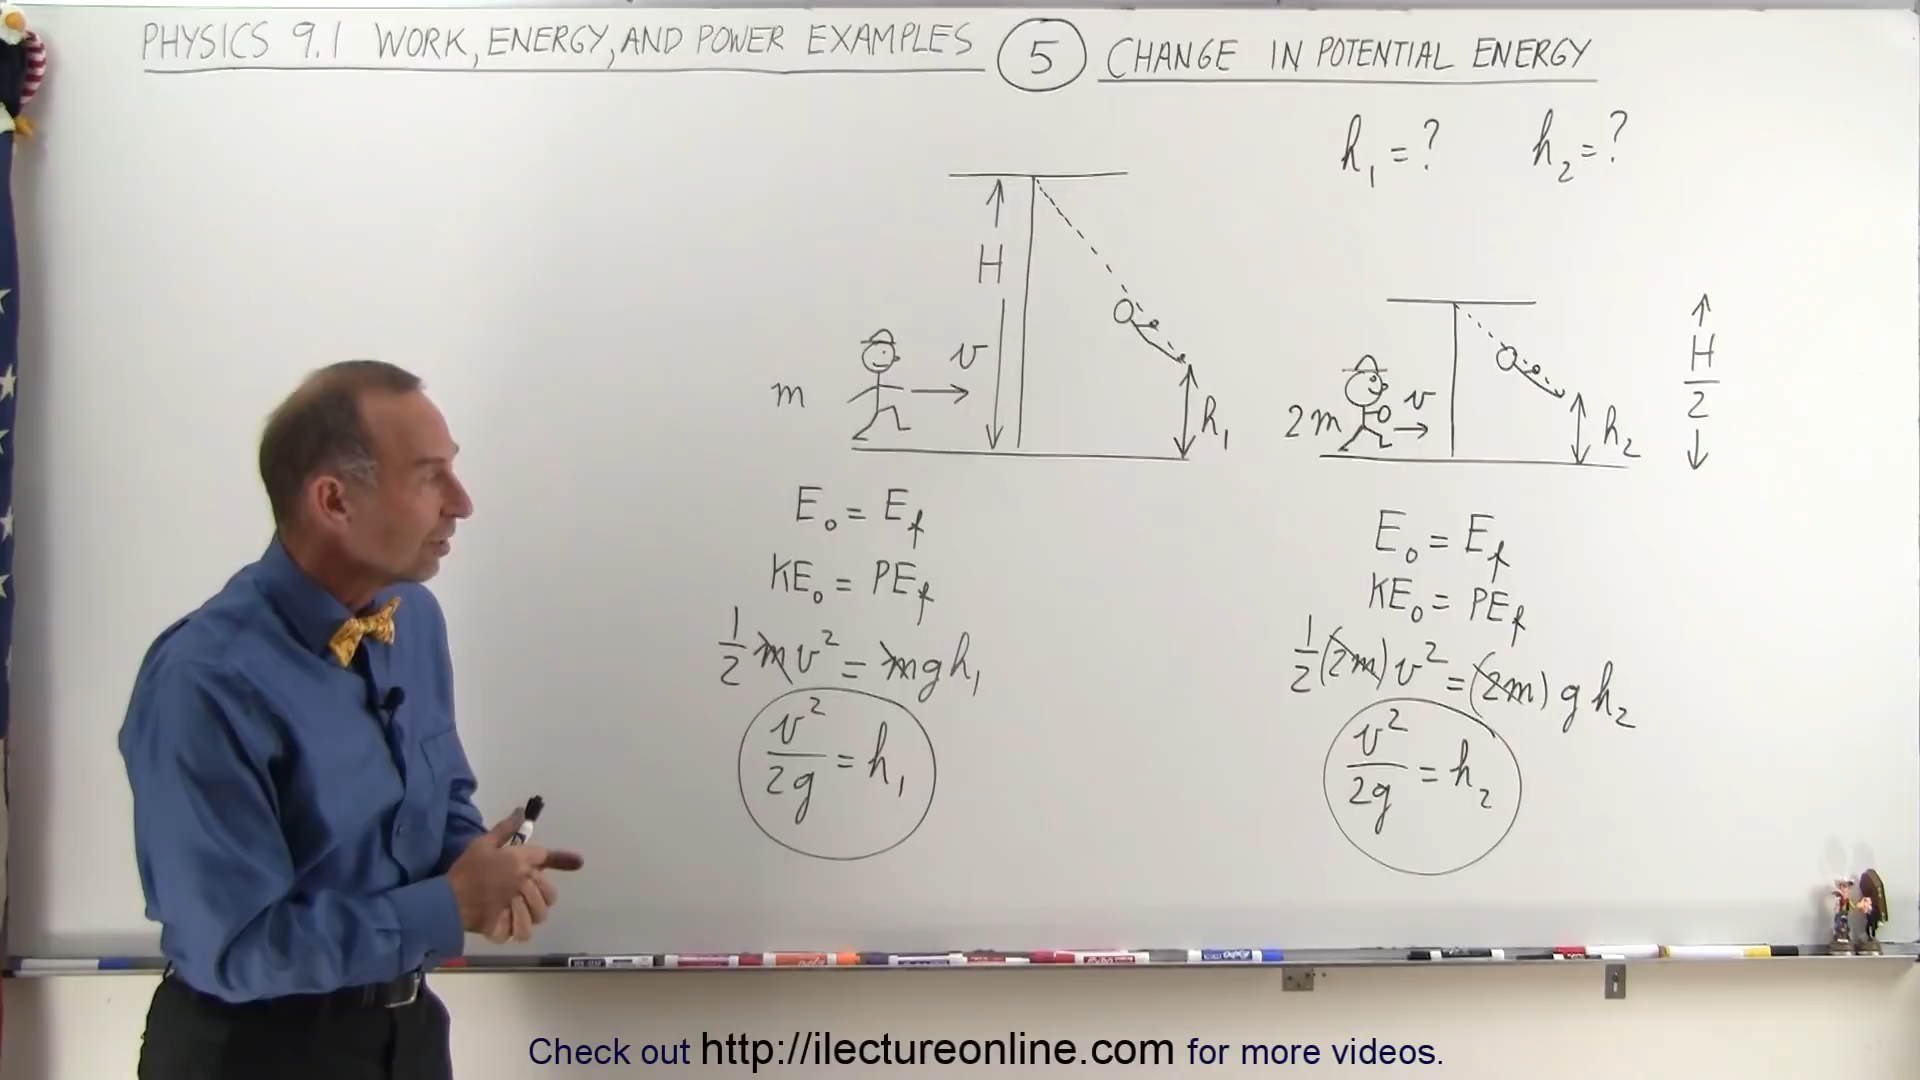 PHYSICS 9.1 WORK, ENERGY, AND POWER EXAMPLES 5 CHANGE IN POTENTIAL ENERGY
h₁ = ? h₂ = ?
H
m
v
h₁
2m
v
h₂
H/2
E₀ = E_f
KE₀ = PE_f
1/2 mv² = mgh₁
v²/2g = h₁
E₀ = E_f
KE₀ = PE_f
1/2 (2m) v² = (2m) g h₂
v²/2g = h₂
Check out http://ilectureonline.com for more videos.